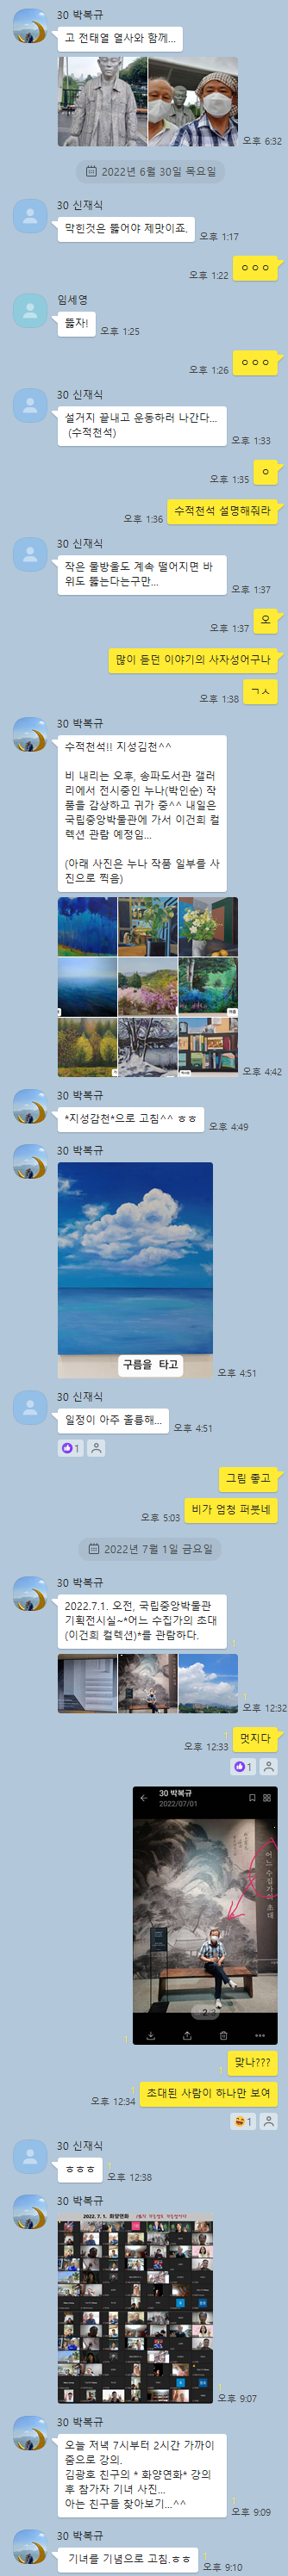 30 박복규
고 전태열 열사와 함께...
오후 6:32
2022년 6월 30일 목요일
30 신재식
막힌것은 뚫어야 제맛이죠.
오후 1:17
ㅇㅇㅇ
오후 1:22
임세영
뚫자!
오후 1:25
ㅇㅇㅇ
오후 1:26
30 신재식
설거지 끝내고 운동하러 나간다...
(수적천석)
오후 1:33
ㅇ
오후 1:35
수적천석 설명해줘라
오후 1:36
30 신재식
작은 물방울도 계속 떨어지면 바
위도 뚫는다는구만...
오후 1:37
오
오후 1:37
많이 듣던 이야기의 사자성어구나
ㄱㅅ
오후 1:38
30 박복규
수적천석!! 지성김천^^
비 내리는 오후, 송파도서관 갤러
리에서 전시중인 누나(박인순) 작
품을 감상하고 귀가 중^^ 내일은
국립중앙박물관에 가서 이건희 컬
렉션 관람 예정임...
(아래 사진은 누나 작품 일부를 사
진으로 찍음)
오후 4:42
30 박복규
*지성감천*으로 고침^^ ㅎㅎ
오후 4:49
30 박복규
구름을 타고
오후 4:51
30 신재식
일정이 아주 훌륭해...
오후 4:51
1
그림 좋고
비가 엄청 퍼붓네
오후 5:03
2022년 7월 1일 금요일
30 박복규
2022.7.1. 오전, 국립중앙박물관
기획전시실~*어느 수집가의 초대
(이건희 컬렉션)*를 관람하다.
1
1
오후 12:32
멋지다
오후 12:33
1
30 박복규
2022/07/01
어느 수집가의 초대
2 3
1
맞나???
1
초대된 사람이 하나만 보여
1
오후 12:34
1
30 신재식
ㅎㅎㅎ
1
오후 12:38
30 박복규
2022. 7. 1. 화양연화
1
오후 9:07
30 박복규
오늘 저녁 7시부터 2시간 가까이
줌으로 강의.
김광호 친구의 * 화양연화* 강의
후 참가자 기녀 사진...
아는 친구들 찾아보기...^^
1
오후 9:09
30 박복규
기녀를 기념으로 고침.ㅎㅎ
1
오후 9:10